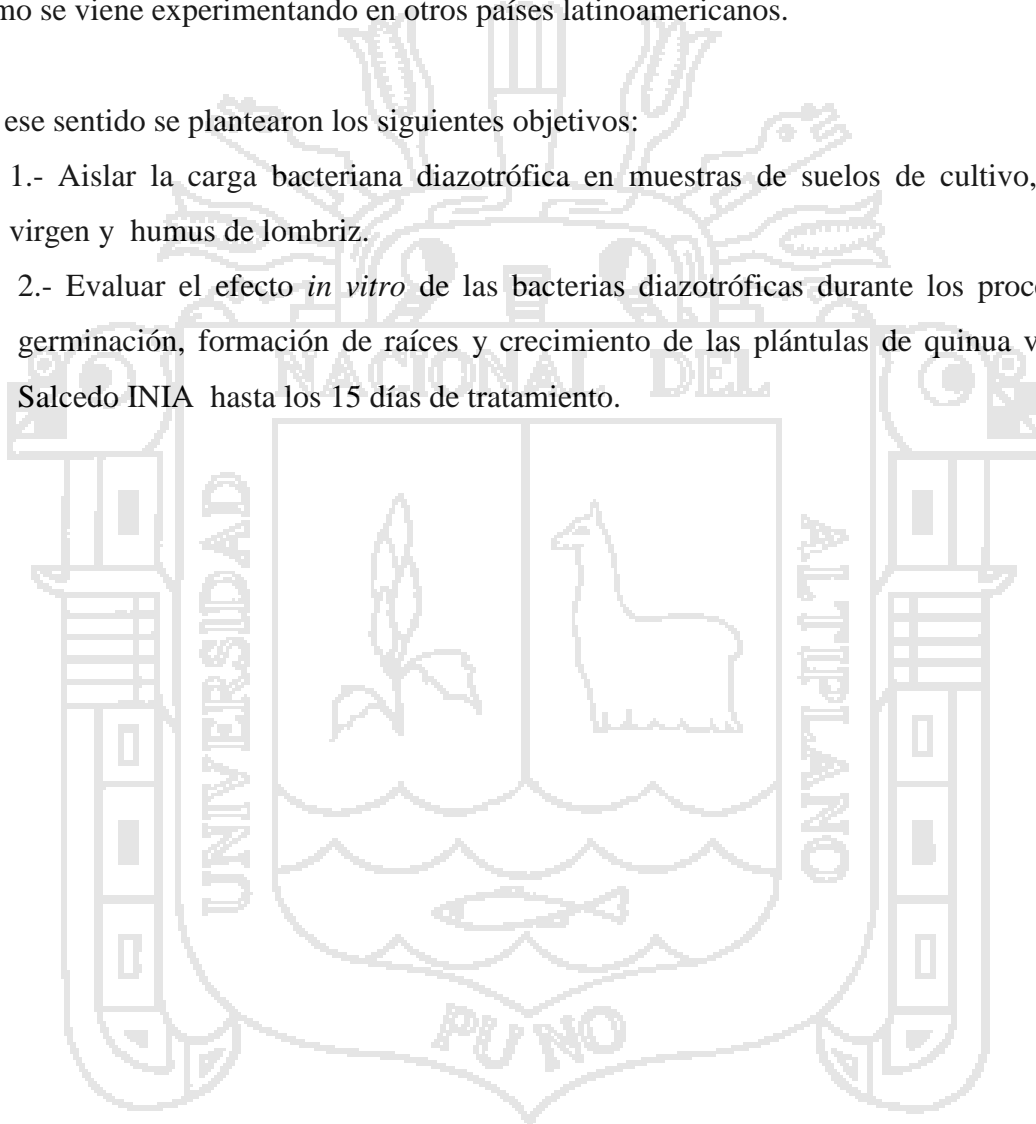 mo se viene experimentando en otros países latinoamericanos.
ese sentido se plantearon los siguientes objetivos:
1.- Aislar la carga bacteriana diazotrófica en muestras de suelos de cultivo,
virgen y humus de lombriz.
2.- Evaluar el efecto in vitro de las bacterias diazotróficas durante los proc
germinación, formación de raíces y crecimiento de las plántulas de quinua v
Salcedo INIA hasta los 15 días de tratamiento.
NACIONAL DEL
UNIVERSIDAD
ALTIPLANO
PUNO